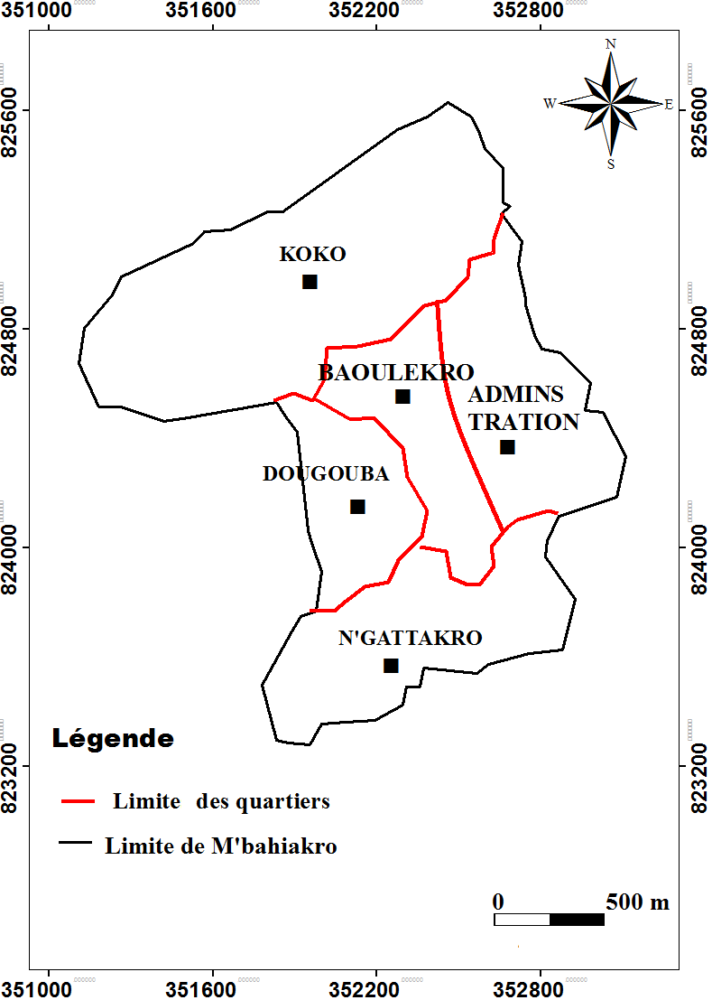 351000 351600 352200 352800
N
W E
S
825600 825600
KOKO
824800 824800
BAOULEKRO
ADMINS
TRATION
DOUGOUBA
824000 824000
N'GATTAKRO
Légende
823200 823200
Limite des quartiers
Limite de M'bahiakro
0 500 m
351000 351600 352200 352800